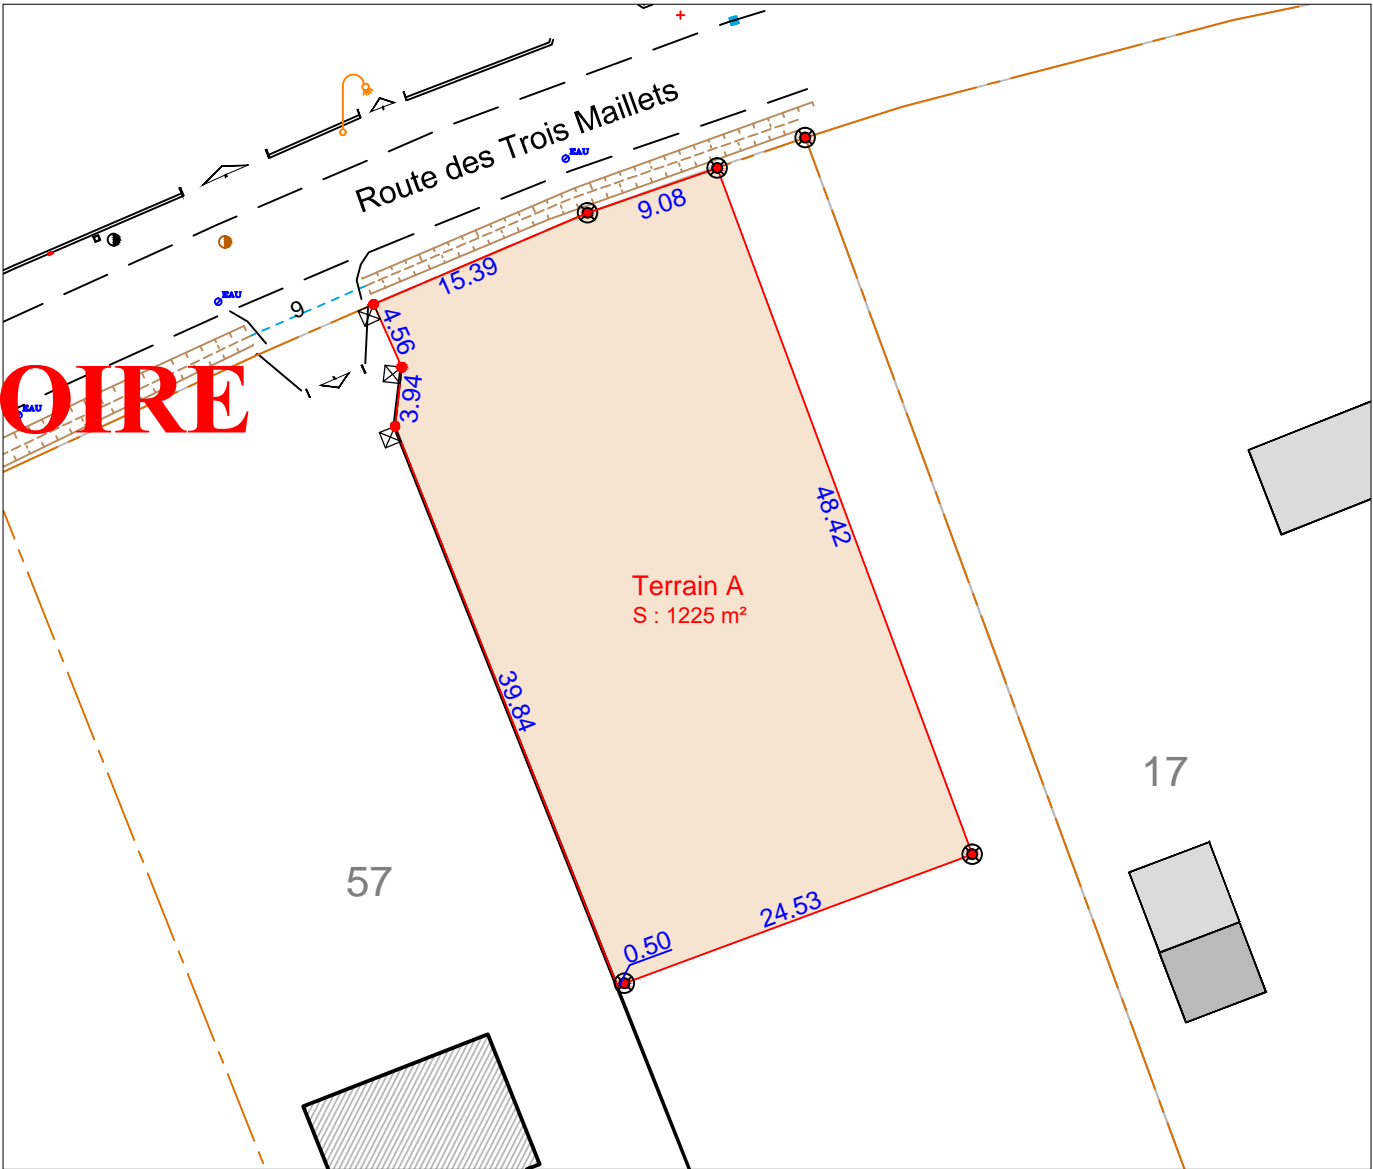 Route des Trois Maillets
EAU
9.08
15.39
EAU
9
4.56
OIRE
EAU
3.94
48.42
Terrain A
S : 1225 m²
39.84
17
57
24.53
0.50